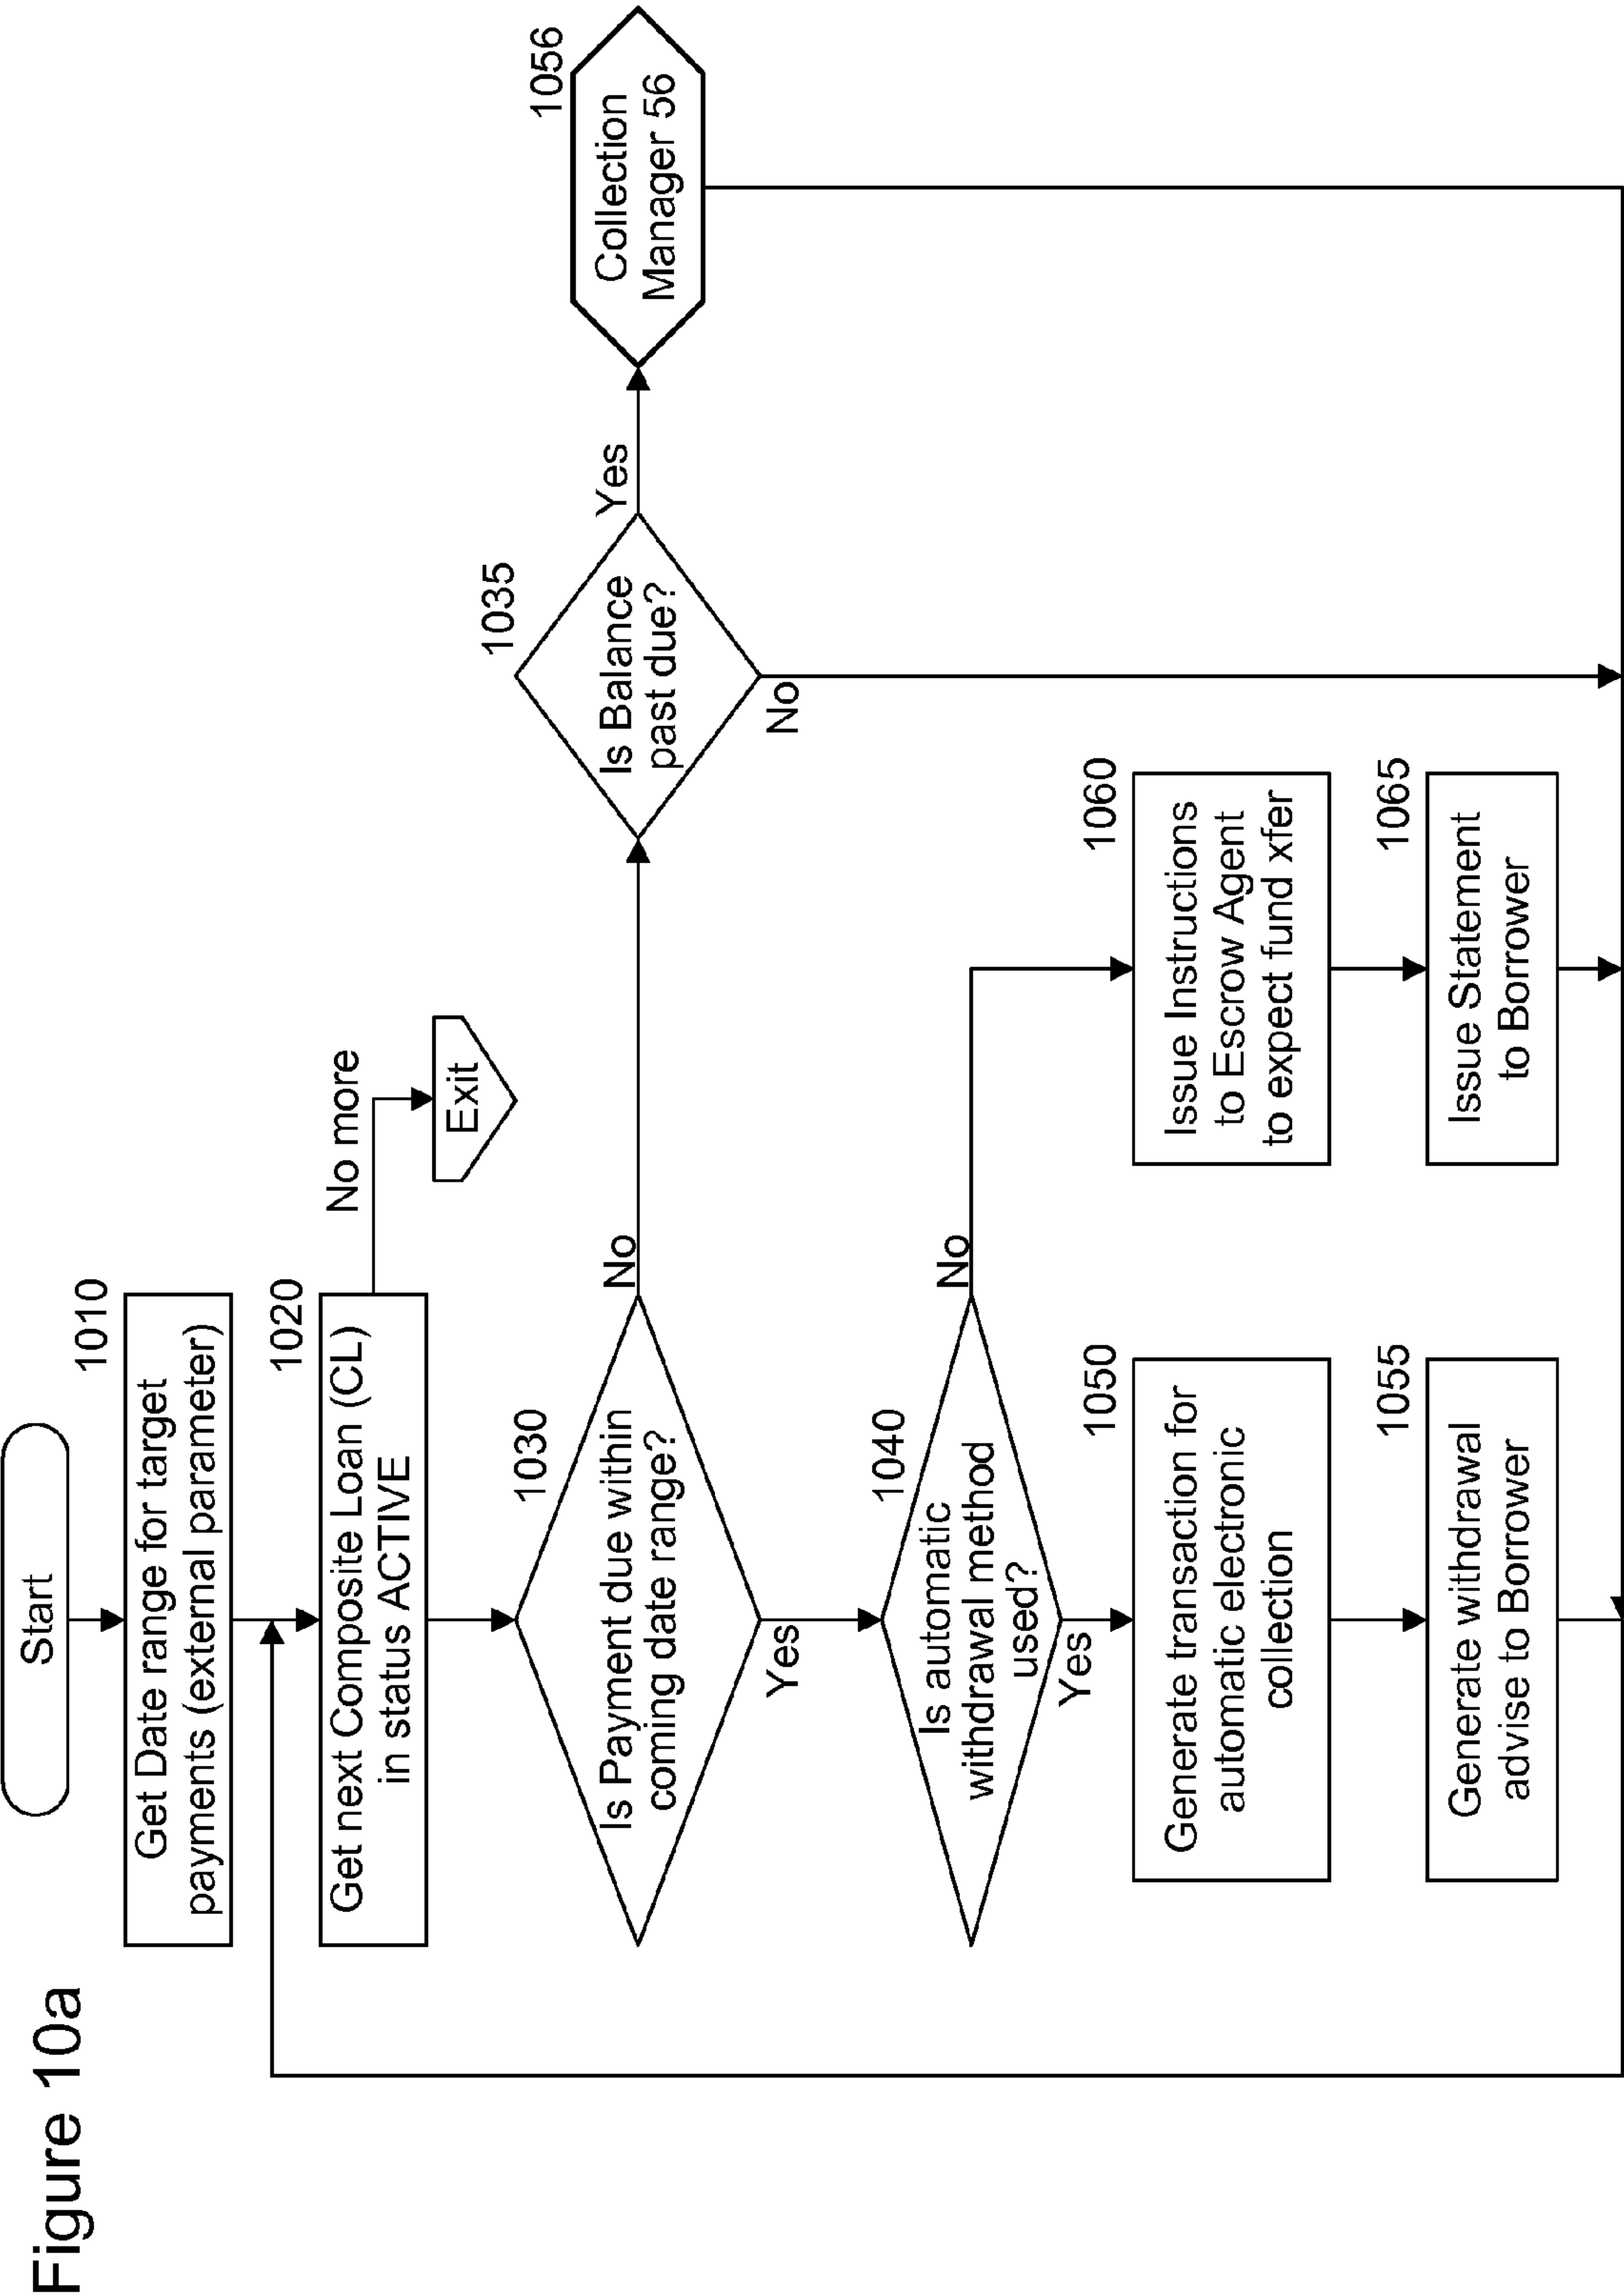 Figure 10a
Start
1010
Get Date range for target
payments (external parameter)
1020
Get next Composite Loan (CL)
in status ACTIVE
No more
Exit
1030
Is Payment due within
coming date range?
No
Yes
1035
Is Balance
past due?
Yes
No
1056
Collection
Manager 56
1040
Is automatic
withdrawal method
used?
No
Yes
1050
Generate transaction for
automatic electronic
collection
1055
Generate withdrawal
advise to Borrower
1060
Issue Instructions
to Escrow Agent
to expect fund xfer
1065
Issue Statement
to Borrower